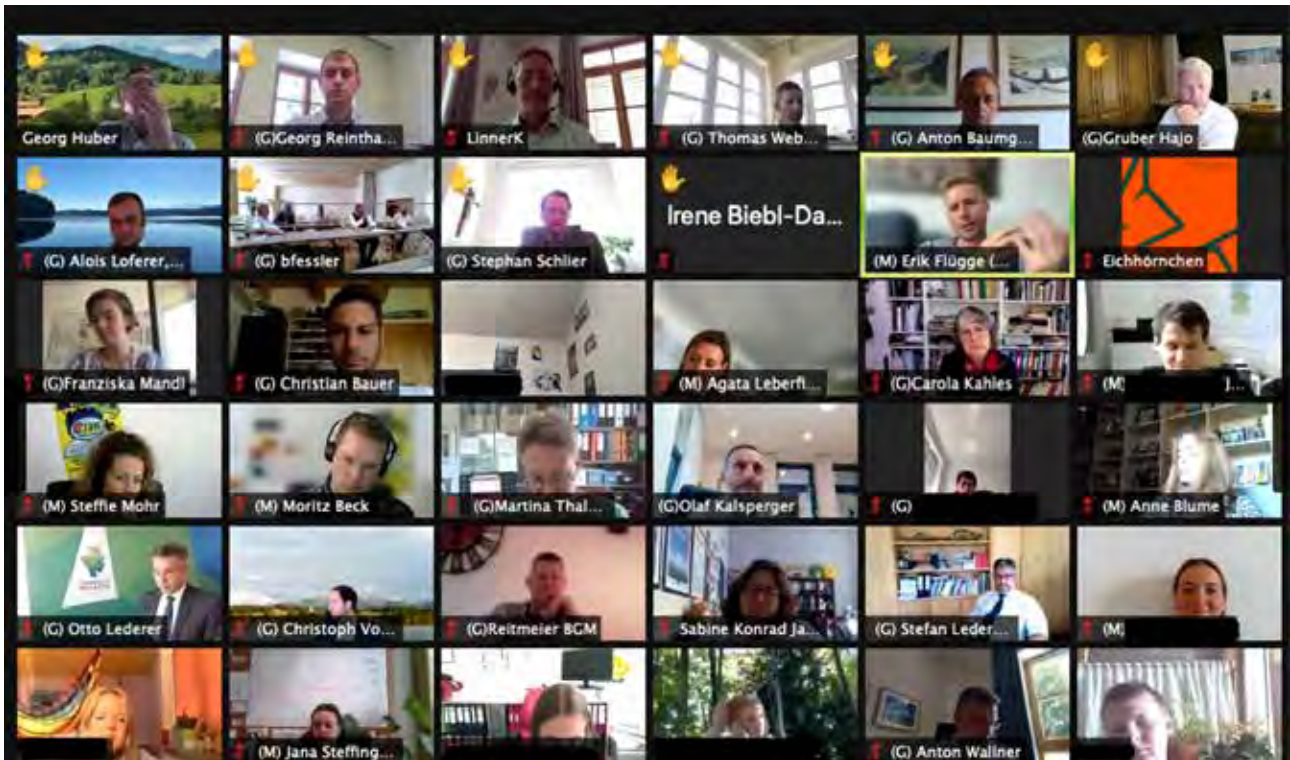 Georg Huber
(G)Georg Reintha...
LinnerK
(G) Thomas Web...
(G) Anton Baumg...
(G)Gruber Hajo
(G) Alois Loferer,...
(G) bfessler
(G) Stephan Schlier
Irene Biebl-Da...
(M) Erik Flügge (...
Eichhörnchen
(G)Franziska Mandl
(G) Christian Bauer
(M) Agata Leberfi...
(G)Carola Kahles
(M)
J...
(M) Steffie Mohr
(M) Moritz Beck
(G)Martina Thal...
(G)Olaf Kalsperger
(G)
(M) Anne Blume
(G) Otto Lederer
(G) Christoph Vo...
(G)Reitmeier BGM
Sabine Konrad Ja...
(G) Stefan Leder...
(M)
(M) Jana Steffing...
(G) Anton Wallner